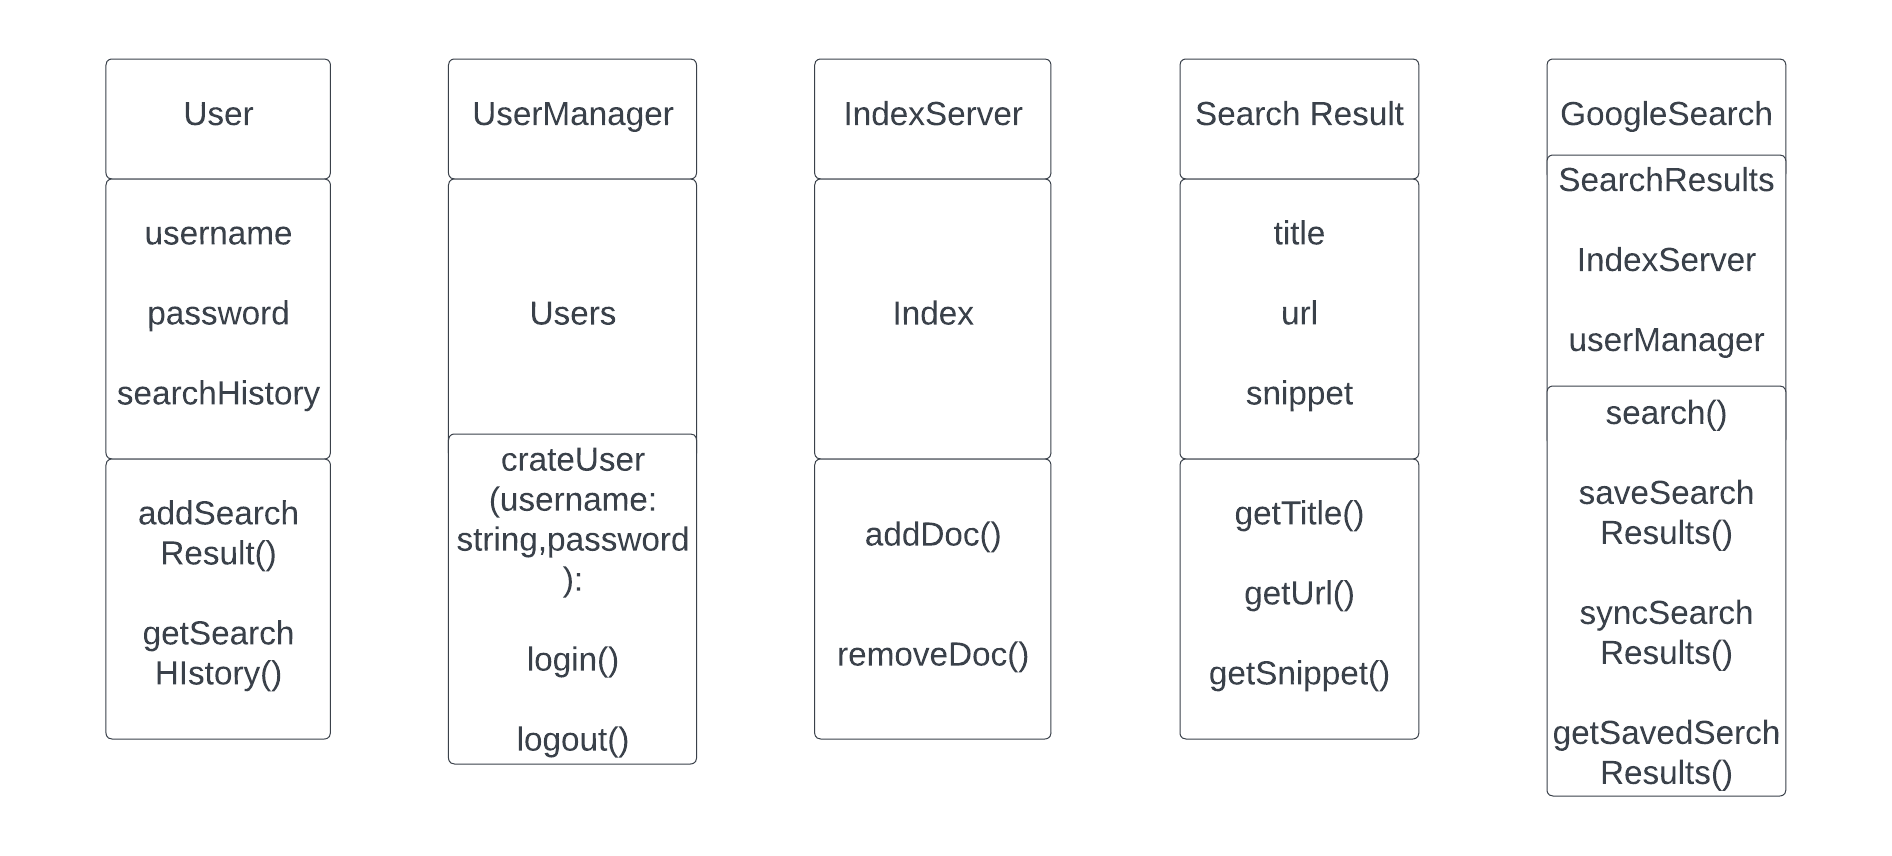 User
username
password
searchHistory
addSearch
Result()
getSearch
HIstory()
UserManager
Users
crateUser
(username:
string,password
):
login()
logout()
IndexServer
Index
addDoc()
removeDoc()
Search Result
title
url
snippet
getTitle()
getUrl()
getSnippet()
GoogleSearch
SearchResults
IndexServer
userManager
search()
saveSearch
Results()
syncSearch
Results()
getSavedSerch
Results()